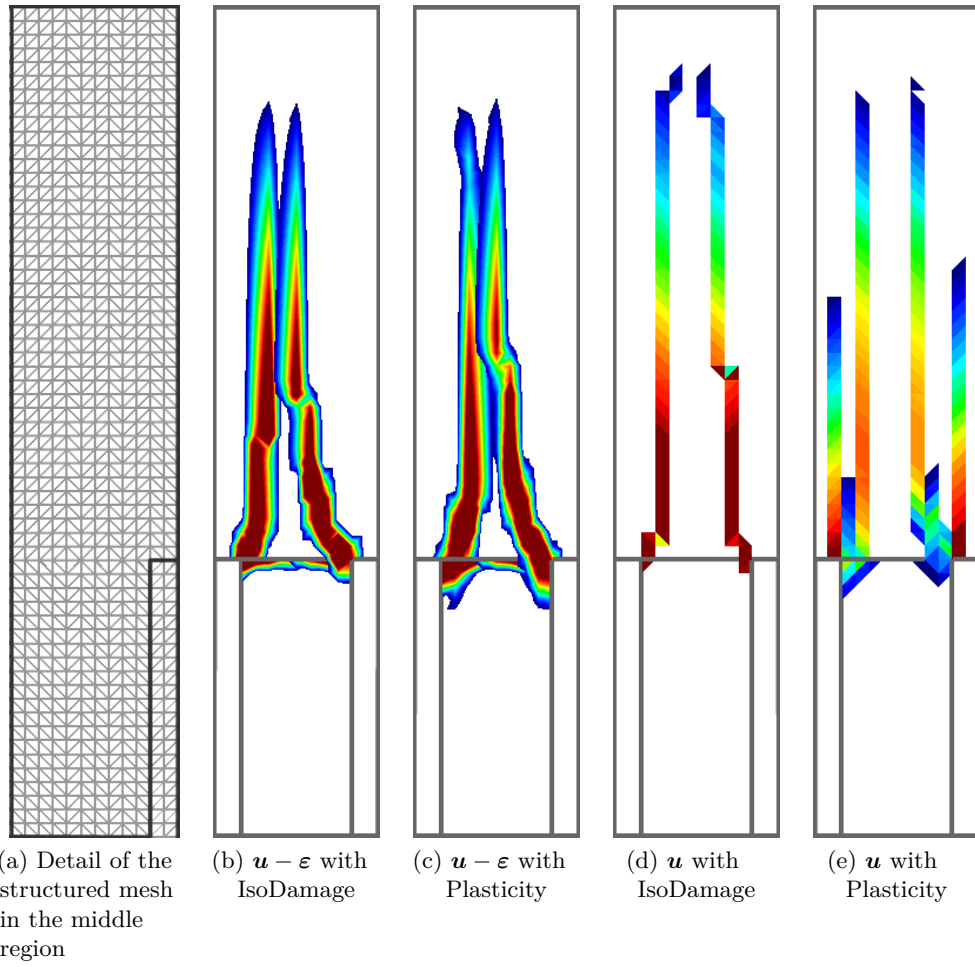 (a) Detail of the
structured mesh
in the middle
region
(b) u − ε with
IsoDamage
(c) u − ε with
Plasticity
(d) u with
IsoDamage
(e) u with
Plasticity